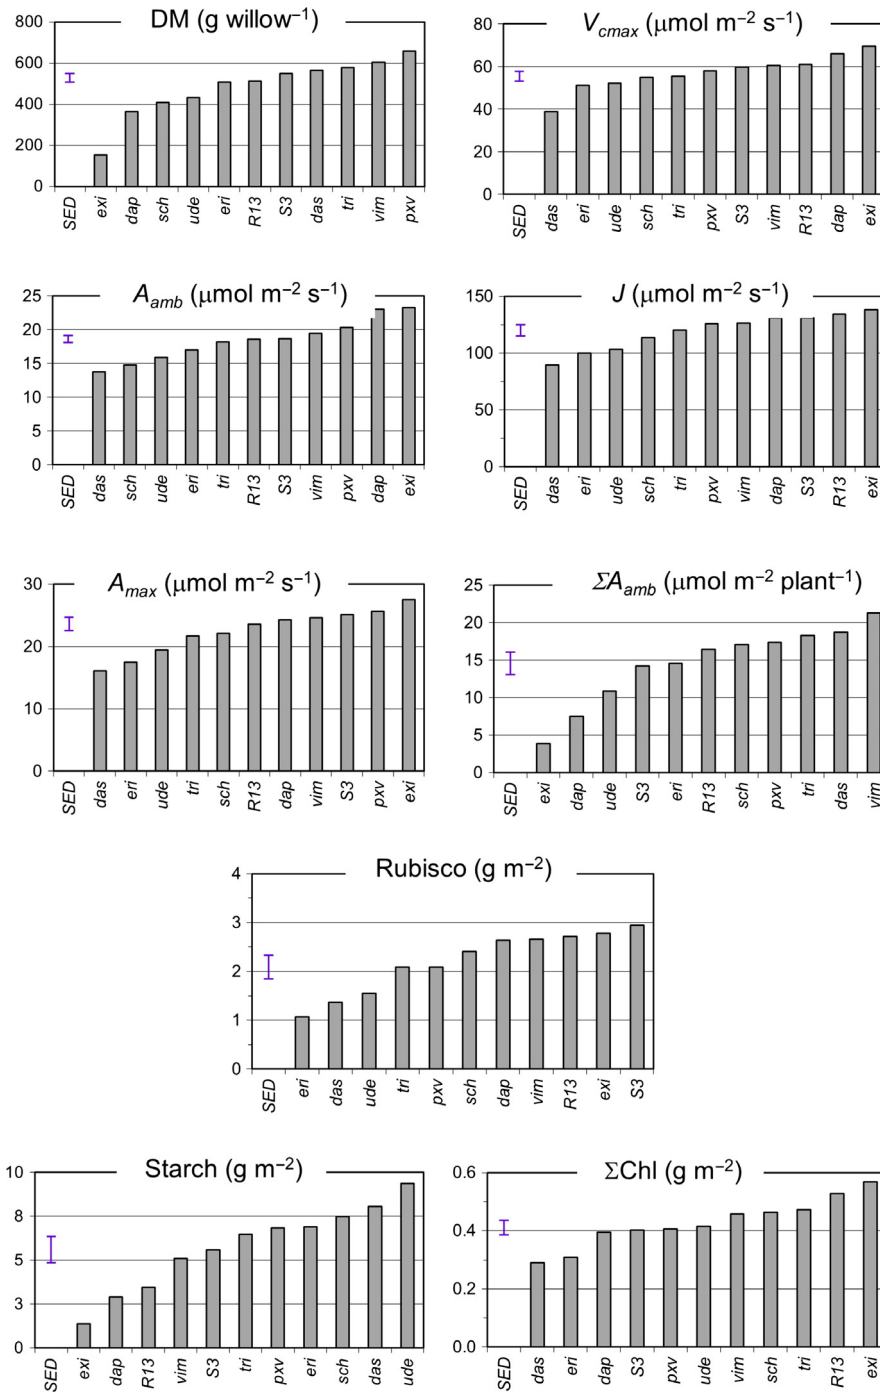 DM (g willow⁻¹)
800
600
400
200
0
SED exi dap sch ude eri R13 S3 das tri vim pxv
V_cmax (μmol m⁻² s⁻¹)
80
60
40
20
0
SED das eri ude sch tri pxv S3 vim R13 dap exi
A_amb (μmol m⁻² s⁻¹)
25
20
15
10
5
0
SED das sch ude eri tri R13 S3 vim pxv dap exi
J (μmol m⁻² s⁻¹)
150
100
50
0
SED das eri ude sch tri pxv vim dap S3 R13 exi
A_max (μmol m⁻² s⁻¹)
30
20
10
0
SED das eri ude tri sch R13 dap vim S3 pxv exi
ΣA_amb (μmol m⁻² plant⁻¹)
25
20
15
10
5
0
SED exi dap ude S3 eri R13 sch pxv tri das vim
Rubisco (g m⁻²)
4
3
2
1
0
SED eri das ude tri pxv sch dap vim R13 exi S3
Starch (g m⁻²)
10
8
5
3
0
SED exi dap R13 vim S3 tri pxv eri sch das ude
ΣChl (g m⁻²)
0.6
0.4
0.2
0.0
SED das eri dap S3 pxv ude vim sch tri R13 exi